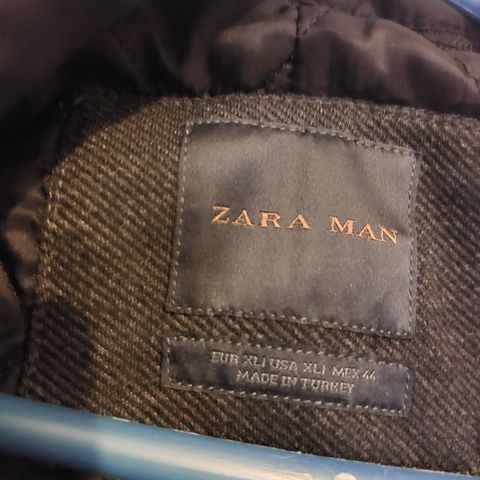 ZARA MAN
EUR XL | USA XL | MEX 44
MADE IN TURKEY